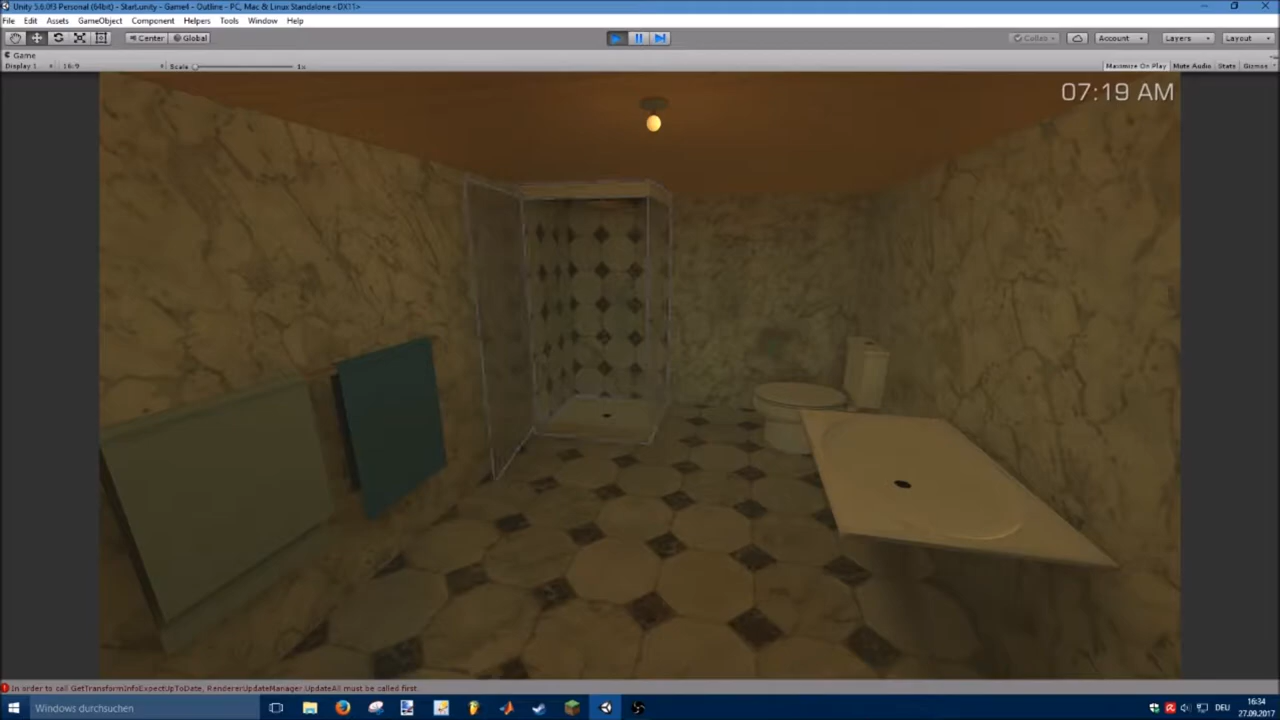 Unity 5.6.0f3 Personal (64bit) - StarLunity - Game4 - Outline - PC, Mac & Linux Standalone <DX11>
File Edit Assets GameObject Component Helpers Tools Window Help
Center Global Collab Account Layers Layout
Game
Display 1 16:9 Scale 1x Maximize On Play Mute Audio Stats Gizmos
07:19 AM
In order to call GetTransformInfoExpectUpToDate, RendererUpdateManager.UpdateAll must be called first.
Windows durchsuchen
DEU
16:34
27.09.2017